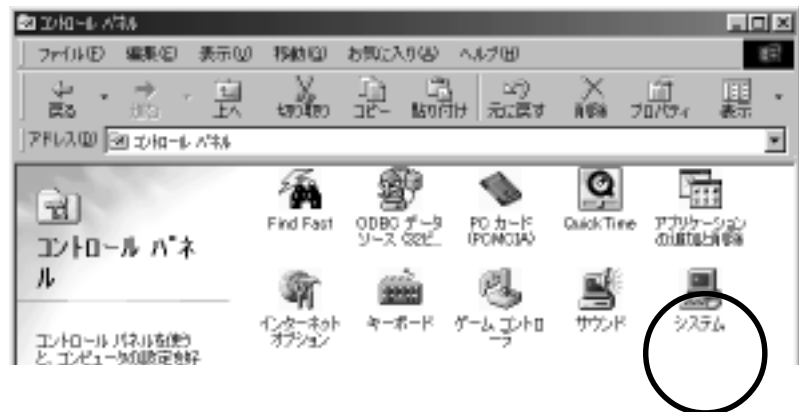 コントロール パネル
ファイル(F) 編集(E) 表示(V) 移動(G) お気に入り(A) ヘルプ(H)
戻る 進む 上へ 切り取り コピー 貼り付け 元に戻す 削除 プロパティ 表示
アドレス(D) コントロール パネル
コントロール パネ
ル
コントロール パネルを使う
と、コンピュータの設定を好
Find Fast
ODBC データ
ソース (32ビ...
PC カード
(PCMCIA)
QuickTime
アプリケーション
の追加と削除
インターネット
オプション
キーボード
ゲーム コントロ
ーラ
サウンド
システム